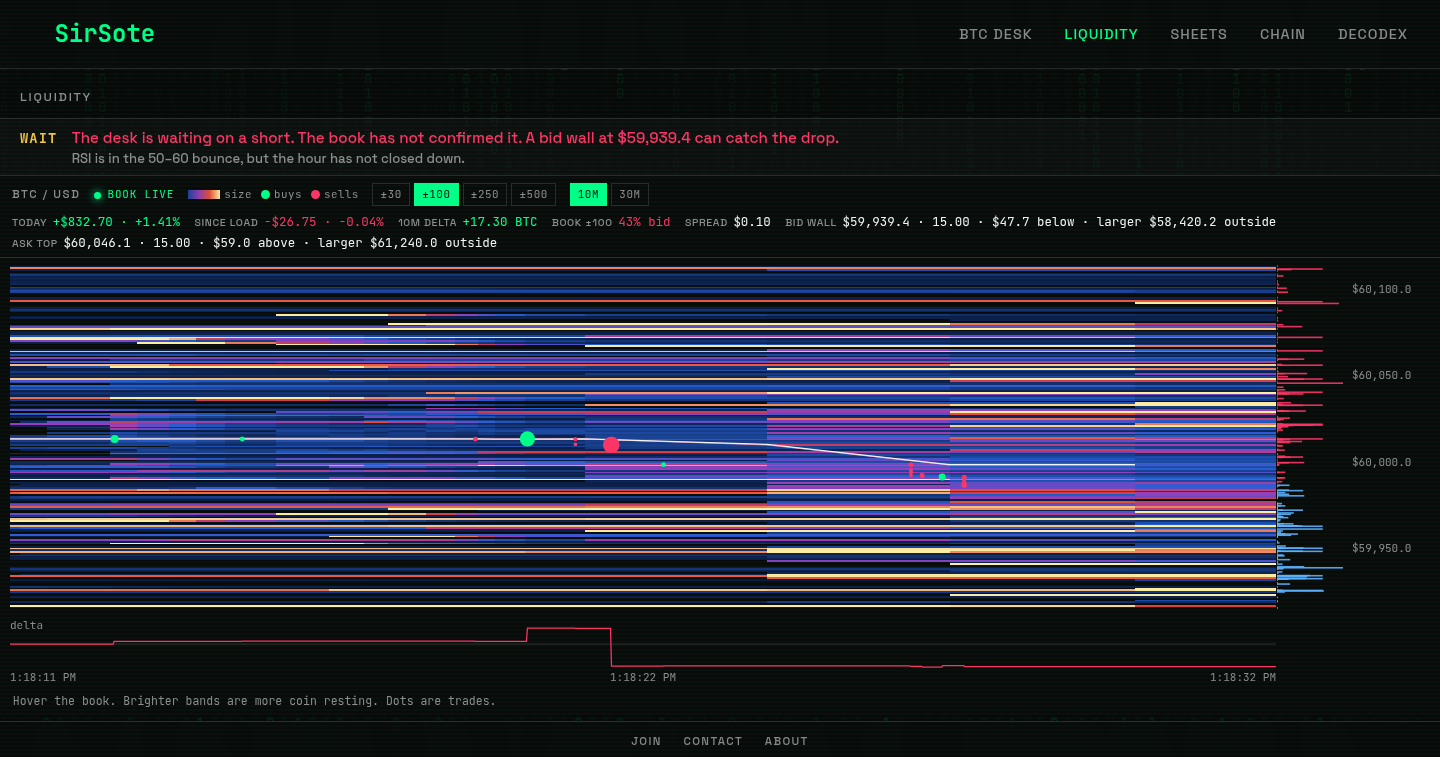 SirSote
BTC DESK LIQUIDITY SHEETS CHAIN DECODEX
LIQUIDITY
WAIT The desk is waiting on a short. The book has not confirmed it. A bid wall at $59,939.4 can catch the drop.
RSI is in the 50–60 bounce, but the hour has not closed down.
BTC / USD BOOK LIVE size buys sells ±30 ±100 ±250 ±500 10M 30M
TODAY +$832.70 · +1.41% SINCE LOAD -$26.75 · -0.04% 10M DELTA +17.30 BTC BOOK ±100 43% bid SPREAD $0.10 BID WALL $59,939.4 · 15.00 · $47.7 below · larger $58,420.2 outside
ASK TOP $60,046.1 · 15.00 · $59.0 above · larger $61,240.0 outside
$60,100.0
$60,050.0
$60,000.0
$59,950.0
delta
1:18:11 PM 1:18:22 PM 1:18:32 PM
Hover the book. Brighter bands are more coin resting. Dots are trades.
JOIN CONTACT ABOUT